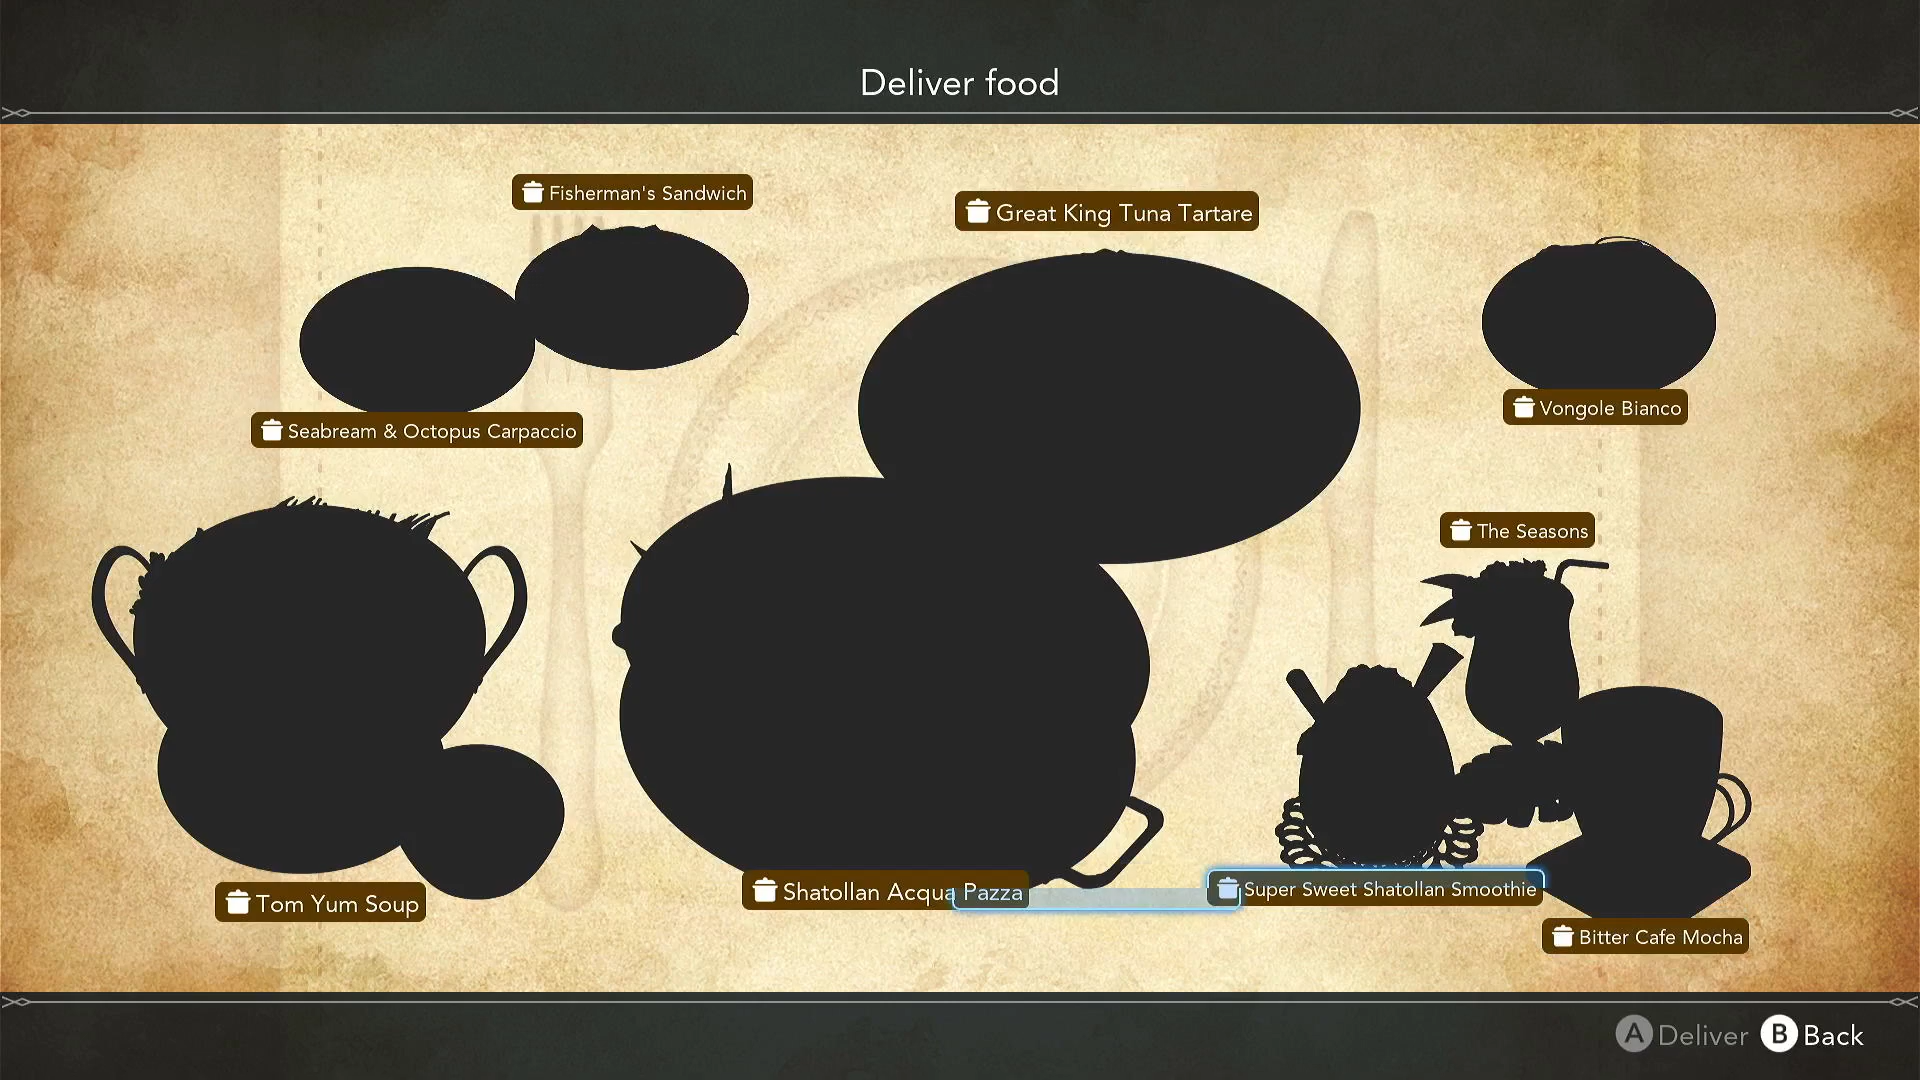 Deliver food
Fisherman's Sandwich
Great King Tuna Tartare
Vongole Bianco
Seabream & Octopus Carpaccio
The Seasons
Tom Yum Soup
Shatollan Acqua Pazza
Super Sweet Shatollan Smoothie
Bitter Cafe Mocha
A Deliver B Back